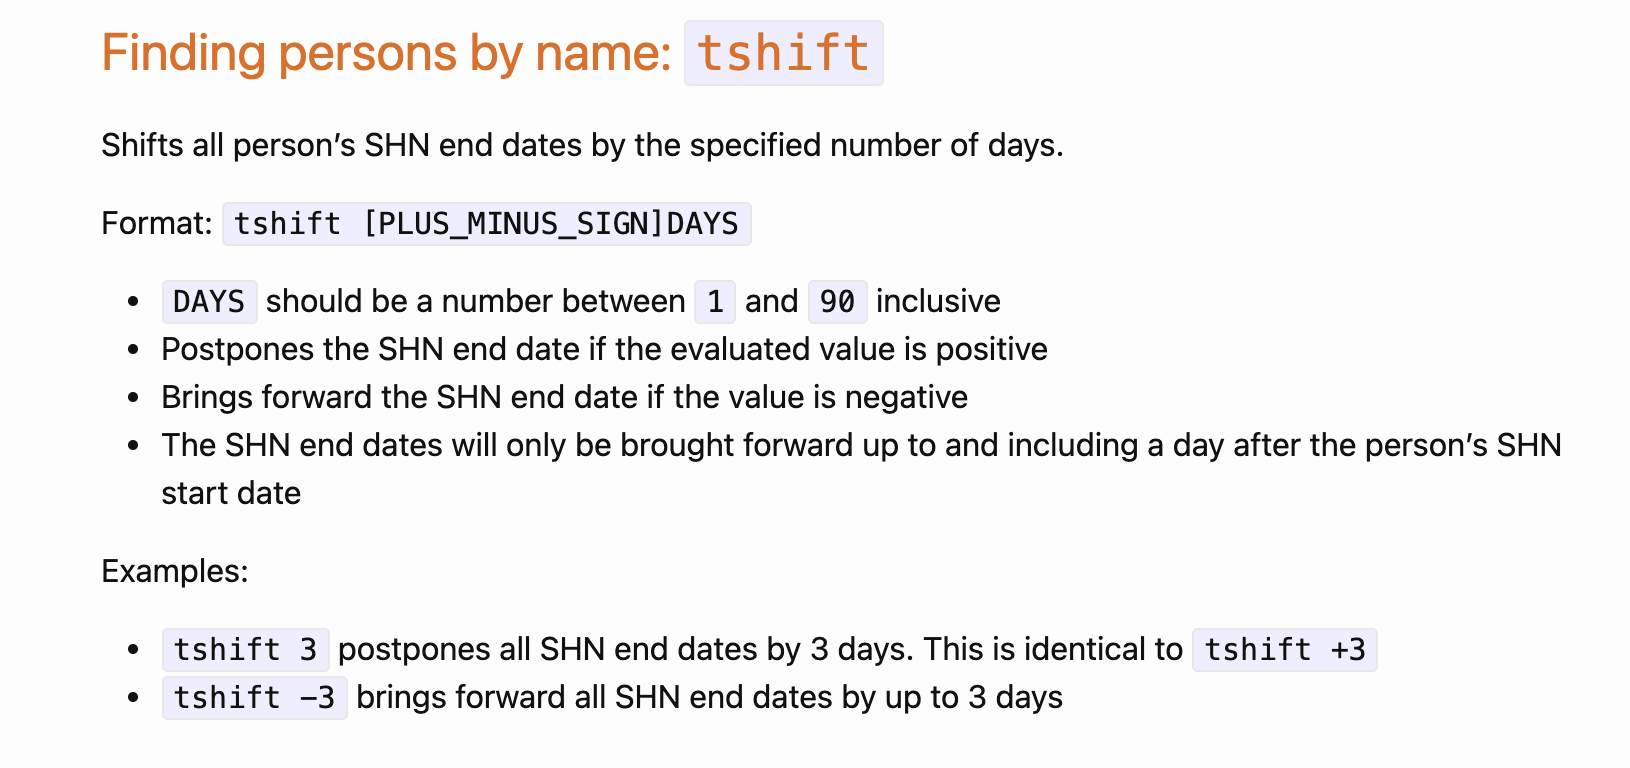 Finding persons by name: tshift
Shifts all person’s SHN end dates by the specified number of days.
Format: tshift [PLUS_MINUS_SIGN]DAYS
• DAYS should be a number between 1 and 90 inclusive
• Postpones the SHN end date if the evaluated value is positive
• Brings forward the SHN end date if the value is negative
• The SHN end dates will only be brought forward up to and including a day after the person’s SHN
start date
Examples:
• tshift 3 postpones all SHN end dates by 3 days. This is identical to tshift +3
• tshift -3 brings forward all SHN end dates by up to 3 days